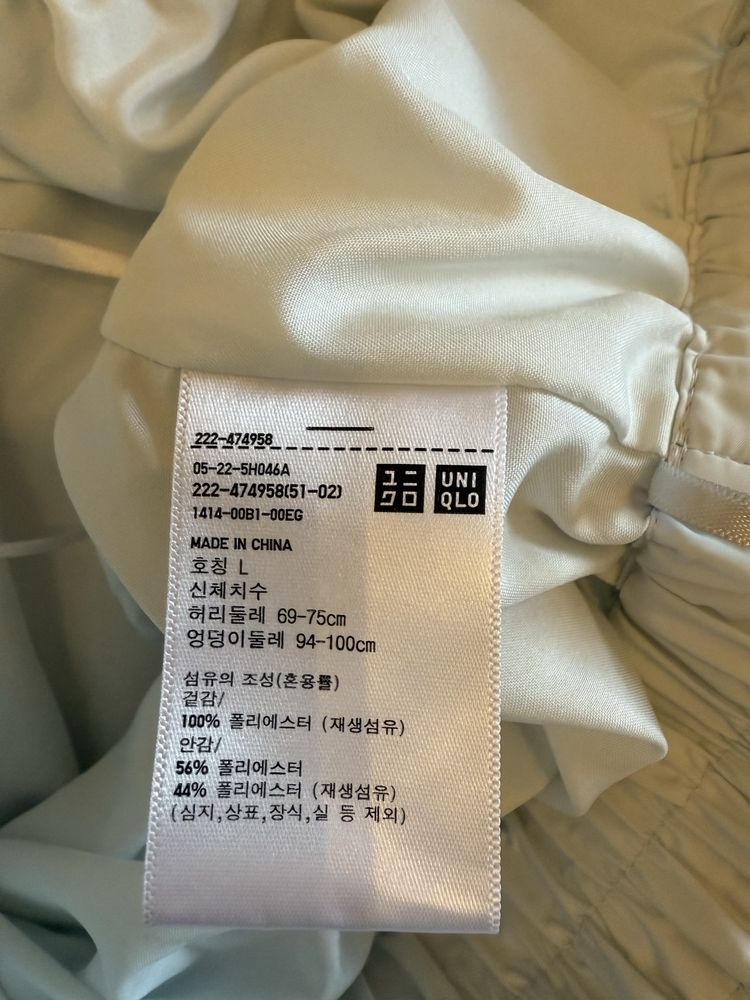 222-474958
05-22-5H046A
222-474958(51-02)
1414-00B1-00EG
ユニ
クロ
UNI
QLO
MADE IN CHINA
호칭 L
신체치수
허리둘레 69-75cm
엉덩이둘레 94-100cm
섬유의 조성(혼용률)
겉감/
100% 폴리에스터 (재생섬유)
안감/
56% 폴리에스터
44% 폴리에스터 (재생섬유)
(심지,상표,장식,실 등 제외)